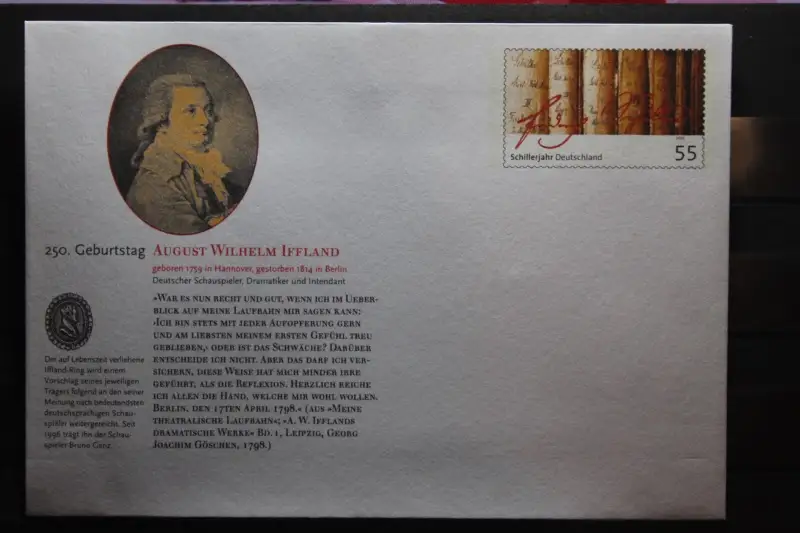 Schillerjahr Deutschland 55
250. Geburtstag AUGUST WILHELM IFFLAND
geboren 1759 in Hannover, gestorben 1814 in Berlin
Deutscher Schauspieler, Dramatiker und Intendant
»WAR ES NUN RECHT UND GUT, WENN ICH IM UEBER-
BLICK AUF MEINE LAUFBAHN MIR SAGEN KANN:
›ICH BIN STETS MIT IEDER AUFOPFERUNG GERN
UND AM LIEBSTEN MEINEM ERSTEN GEFÜHL TREU
GEBLIEBEN,‹ ODER IST DAS SCHWÄCHE? DARÜBER
ENTSCHEIDE ICH NICHT. ABER DAS DARF ICH VER-
SICHERN, DIESE WEISE HAT MICH MINDER IRRE
GEFÜHRT, ALS DIE REFLEXION. HERZLICH REICHE
ICH ALLEN DIE HAND, WELCHE MIR WOHL WOLLEN.
BERLIN, DEN 17TEN APRIL 1798.« (AUS »MEINE
THEATRALISCHE LAUFBAHN«; »A. W. IFFLANDS
DRAMATISCHE WERKE« BD. 1, LEIPZIG, GEORG
JOACHIM GÖSCHEN, 1798.)
Der auf Lebenszeit verliehene
Iffland-Ring wird einem
Vorschlag seines jeweiligen
Trägers folgend an den seiner
Meinung nach bedeutendsten
deutschsprachigen Schau-
spieler weitergereicht. Seit
1996 trägt ihn der Schau-
spieler Bruno Ganz.